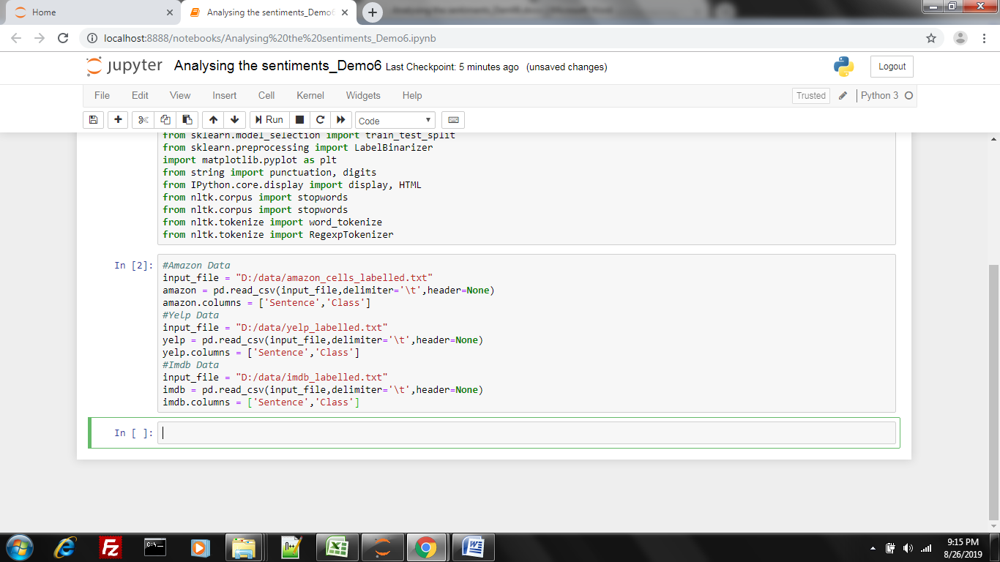 Home
Analysing the sentiments_Demo6
localhost:8888/notebooks/Analysing%20the%20sentiments_Demo6.ipynb
jupyter Analysing the sentiments_Demo6 Last Checkpoint: 5 minutes ago (unsaved changes)
Logout
File Edit View Insert Cell Kernel Widgets Help
Trusted Python 3
Run Code
from sklearn.model_selection import train_test_split
from sklearn.preprocessing import LabelBinarizer
import matplotlib.pyplot as plt
from string import punctuation, digits
from IPython.core.display import display, HTML
from nltk.corpus import stopwords
from nltk.corpus import stopwords
from nltk.tokenize import word_tokenize
from nltk.tokenize import RegexpTokenizer
In [2]: #Amazon Data
input_file = "D:/data/amazon_cells_labelled.txt"
amazon = pd.read_csv(input_file,delimiter='\t',header=None)
amazon.columns = ['Sentence','Class']
#Yelp Data
input_file = "D:/data/yelp_labelled.txt"
yelp = pd.read_csv(input_file,delimiter='\t',header=None)
yelp.columns = ['Sentence','Class']
#Imdb Data
input_file = "D:/data/imdb_labelled.txt"
imdb = pd.read_csv(input_file,delimiter='\t',header=None)
imdb.columns = ['Sentence','Class']
In [ ]:
9:15 PM
8/26/2019